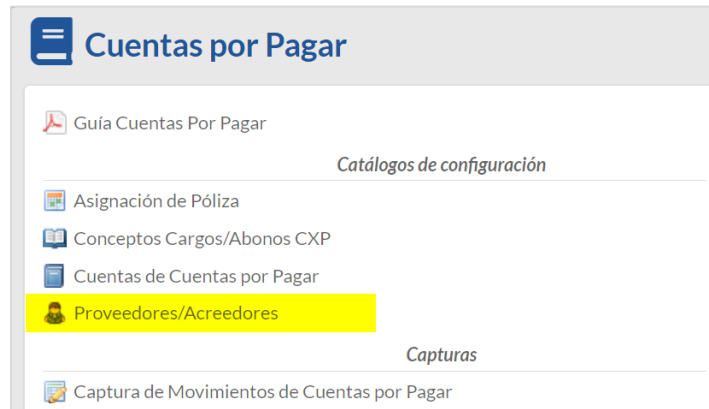 Cuentas por Pagar
Guía Cuentas Por Pagar
Catálogos de configuración
Asignación de Póliza
Conceptos Cargos/Abonos CXP
Cuentas de Cuentas por Pagar
Proveedores/Acreedores
Capturas
Captura de Movimientos de Cuentas por Pagar